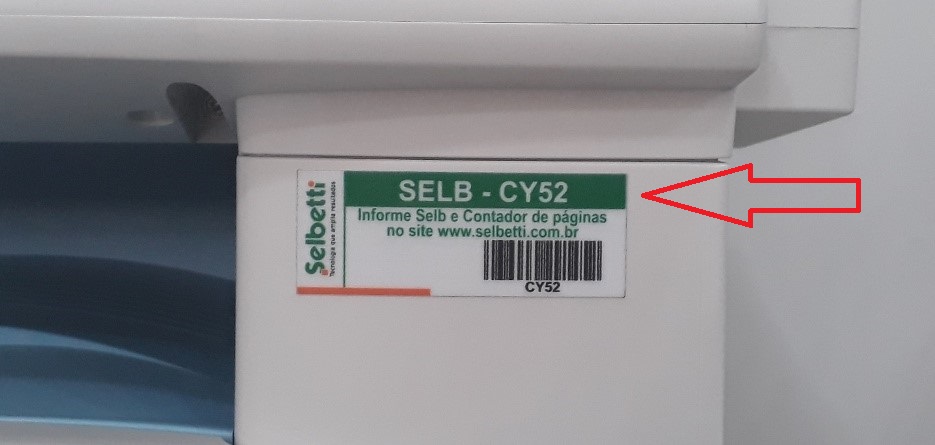 SELB - CY52
Informe Selb e Contador de páginas
no site www.selbetti.com.br
CY52
Selbetti
Tecnologia que amplia resultados